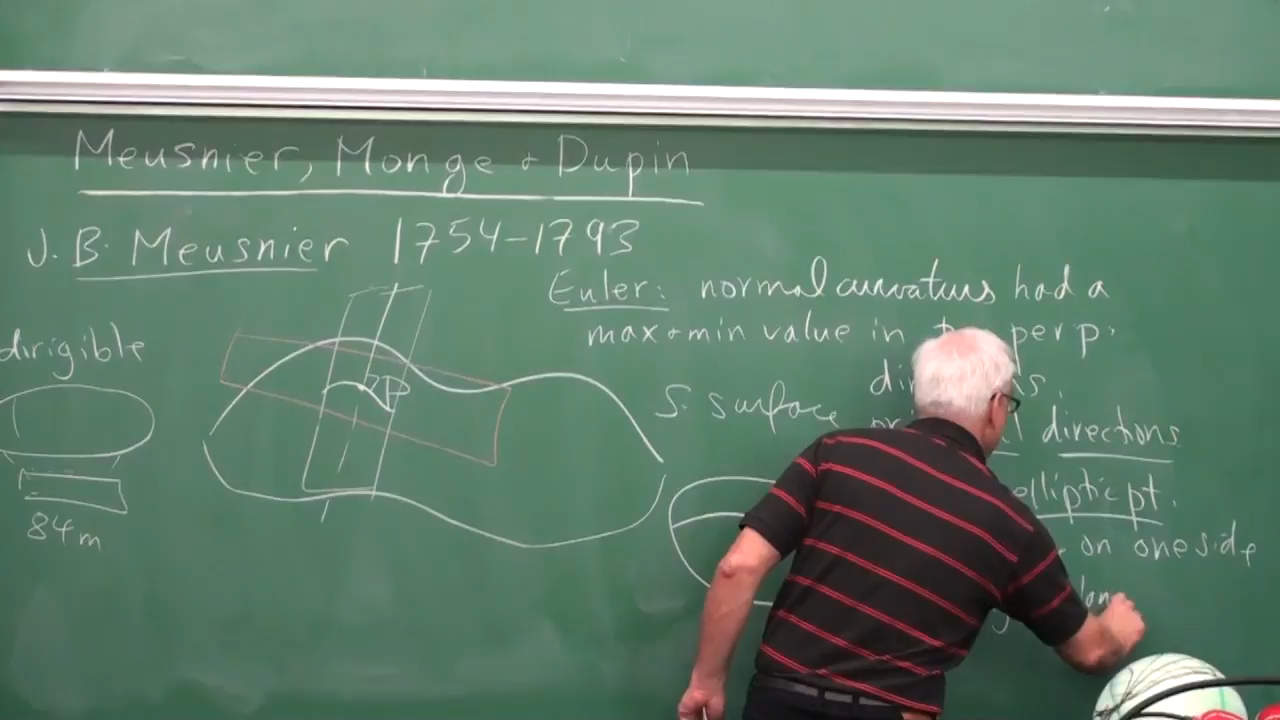 Meusnier, Monge + Dupin
J. B. Meusnier 1754-1793
dirigible
84m
P
Euler: normal curvatures had a
max + min value in perp.
S. surface
directions
elliptic pt.
on one side